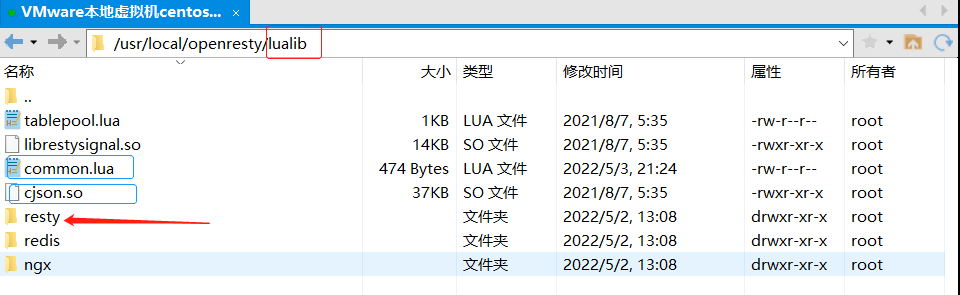 VMware本地虚拟机centos...
/usr/local/openresty/lualib
名称 大小 类型 修改时间 属性 所有者
..
tablepool.lua 1KB LUA 文件 2021/8/7, 5:35 -rw-r--r-- root
librestysignal.so 14KB SO 文件 2021/8/7, 5:35 -rwxr-xr-x root
common.lua 474 Bytes LUA 文件 2022/5/3, 21:24 -rw-r--r-- root
cjson.so 37KB SO 文件 2021/8/7, 5:35 -rwxr-xr-x root
resty 文件夹 2022/5/2, 13:08 drwxr-xr-x root
redis 文件夹 2022/5/2, 13:08 drwxr-xr-x root
ngx 文件夹 2022/5/2, 13:08 drwxr-xr-x root